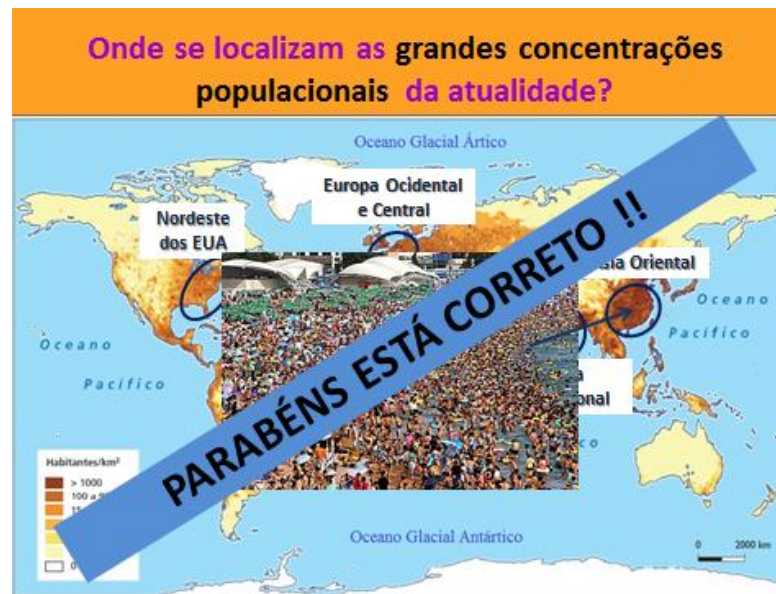 Onde se localizam as grandes concentrações
populacionais da atualidade?
Oceano Glacial Ártico
Europa Ocidental
e Central
Nordeste
dos EUA
Oriental
Oceano
Pacífico
Oceano
Pacífico
PARABÉNS ESTÁ CORRETO !!
Habitantes/km²
> 1000
100 a
Oceano Glacial Antártico
0 2000 km